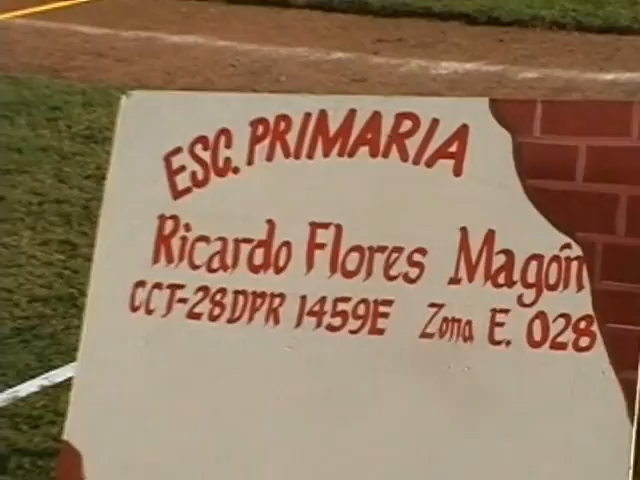 ESC. PRIMARIA
Ricardo Flores Magón
CCT-28DPR 1459E Zona E. 028